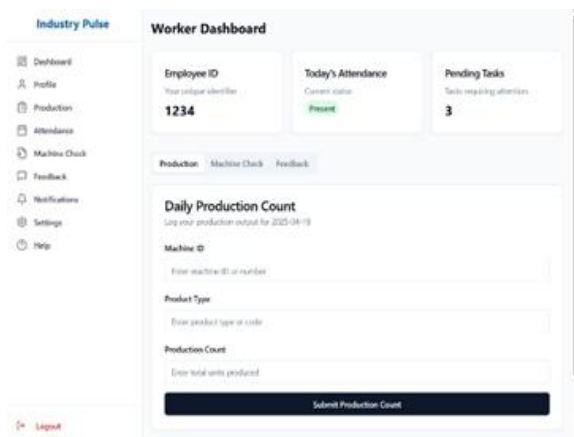 Industry Pulse
Dashboard
Profile
Production
Attendance
Machine Check
Feedback
Notifications
Settings
Help
Logout
Worker Dashboard
Employee ID
Your unique identifier
1234
Today's Attendance
Current status
Present
Pending Tasks
Tasks requiring attention
3
Production Machine Check Feedback
Daily Production Count
Log your production output for 2025-04-19
Machine ID
Enter machine ID or number
Product Type
Enter product type or code
Production Count
Enter total units produced
Submit Production Count